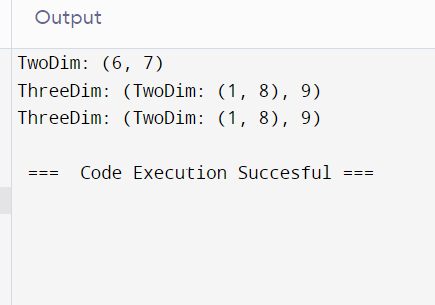 Output
TwoDim: (6, 7)
ThreeDim: (TwoDim: (1, 8), 9)
ThreeDim: (TwoDim: (1, 8), 9)
=== Code Execution Succesful ===